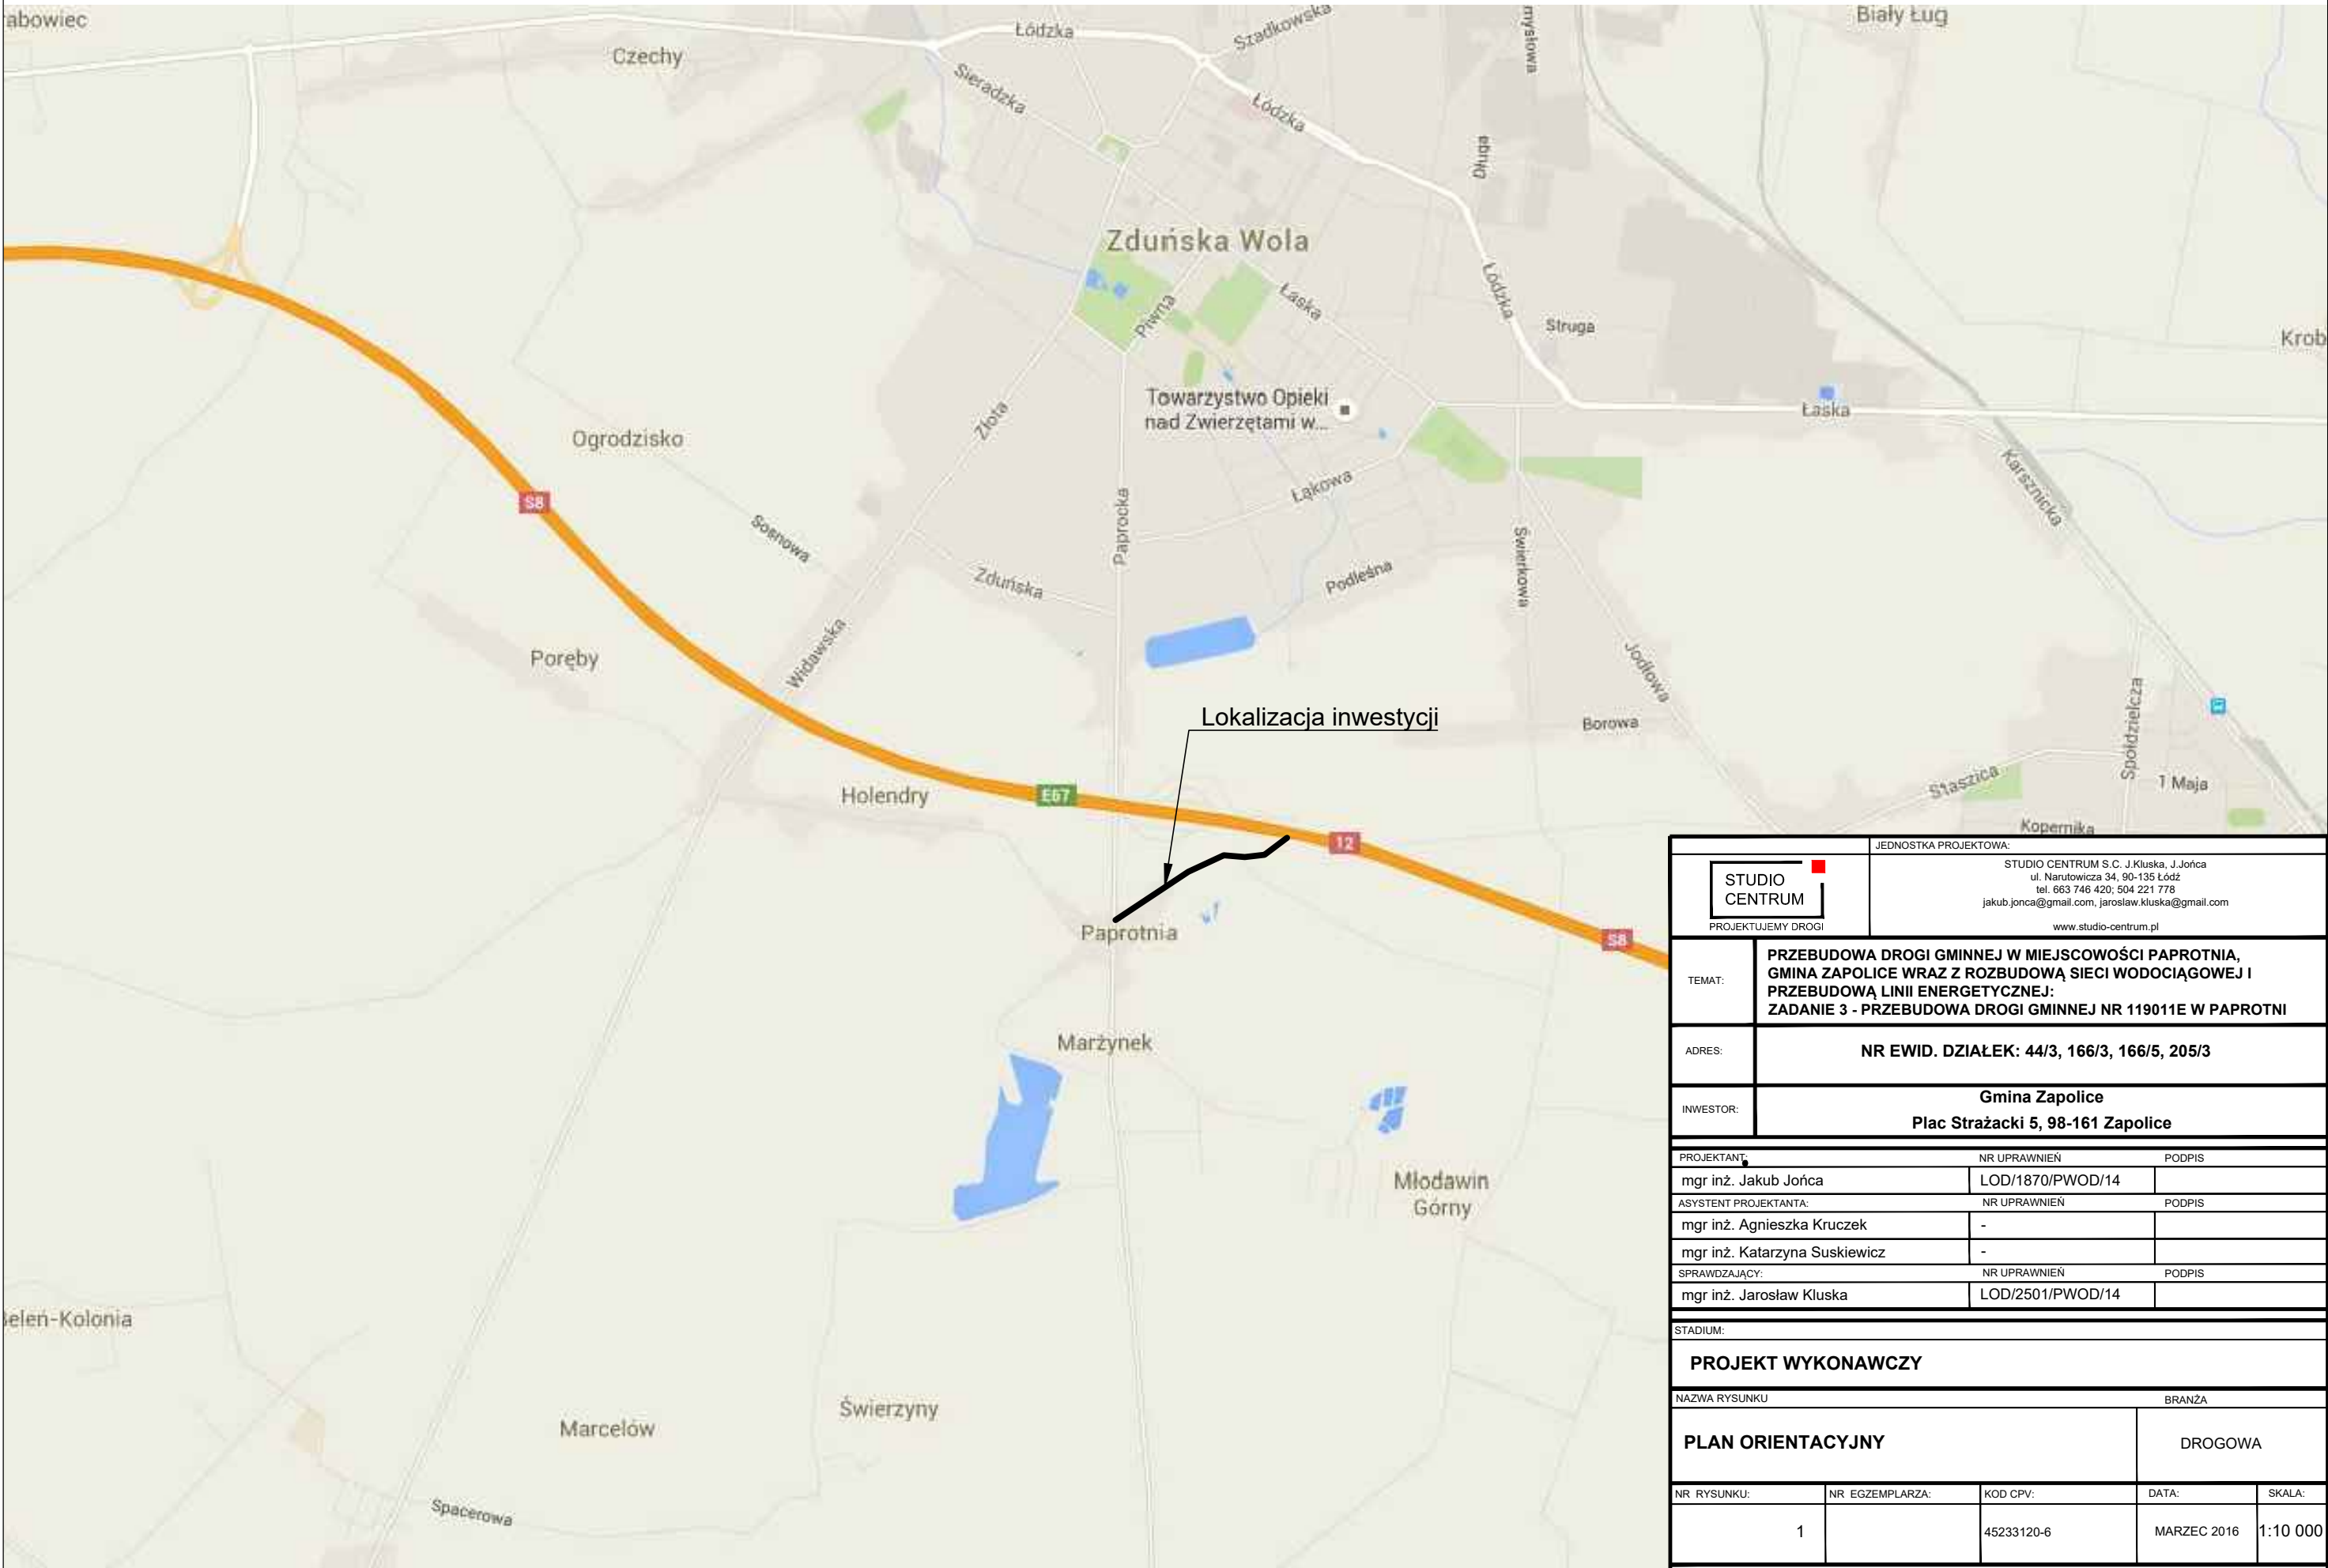 abowiec
Czechy
Łódzka
Szadkowska
mysłowa
Biały Ług
Sieradzka
Łódzka
Długa
Zduńska Wola
Łódzka
Piwna
Łaska
Struga
Krob
Towarzystwo Opieki
nad Zwierzętami w...
Łaska
Złota
Ogrodzisko
Karsznicka
Łąkowa
S8
Paprocka
Sosnowa
Świerkowa
Zduńska
Podleśna
Poręby
Widawska
Jodłowa
Lokalizacja inwestycji
Borowa
Spółdzielcza
Staszica
1 Maja
Holendry
E67
Kopernika
12
Paprotnia
S8
Marżynek
Młodawin
Górny
Beleń-Kolonia
Świerzyny
Marcelów
Spacerowa
JEDNOSTKA PROJEKTOWA:
STUDIO
CENTRUM
PROJEKTUJEMY DROGI
STUDIO CENTRUM S.C. J.Kluska, J.Jońca
ul. Narutowicza 34, 90-135 Łódź
tel. 663 746 420; 504 221 778
jakub.jonca@gmail.com, jaroslaw.kluska@gmail.com
www.studio-centrum.pl
TEMAT:
PRZEBUDOWA DROGI GMINNEJ W MIEJSCOWOŚCI PAPROTNIA,
GMINA ZAPOLICE WRAZ Z ROZBUDOWĄ SIECI WODOCIĄGOWEJ I
PRZEBUDOWĄ LINII ENERGETYCZNEJ:
ZADANIE 3 - PRZEBUDOWA DROGI GMINNEJ NR 119011E W PAPROTNI
ADRES:
NR EWID. DZIAŁEK: 44/3, 166/3, 166/5, 205/3
INWESTOR:
Gmina Zapolice
Plac Strażacki 5, 98-161 Zapolice
PROJEKTANT: NR UPRAWNIEŃ PODPIS
mgr inż. Jakub Jońca LOD/1870/PWOD/14
ASYSTENT PROJEKTANTA: NR UPRAWNIEŃ PODPIS
mgr inż. Agnieszka Kruczek -
mgr inż. Katarzyna Suskiewicz -
SPRAWDZAJĄCY: NR UPRAWNIEŃ PODPIS
mgr inż. Jarosław Kluska LOD/2501/PWOD/14
STADIUM:
PROJEKT WYKONAWCZY
NAZWA RYSUNKU BRANŻA
PLAN ORIENTACYJNY DROGOWA
NR RYSUNKU: NR EGZEMPLARZA: KOD CPV: DATA: SKALA:
1 45233120-6 MARZEC 2016 1:10 000